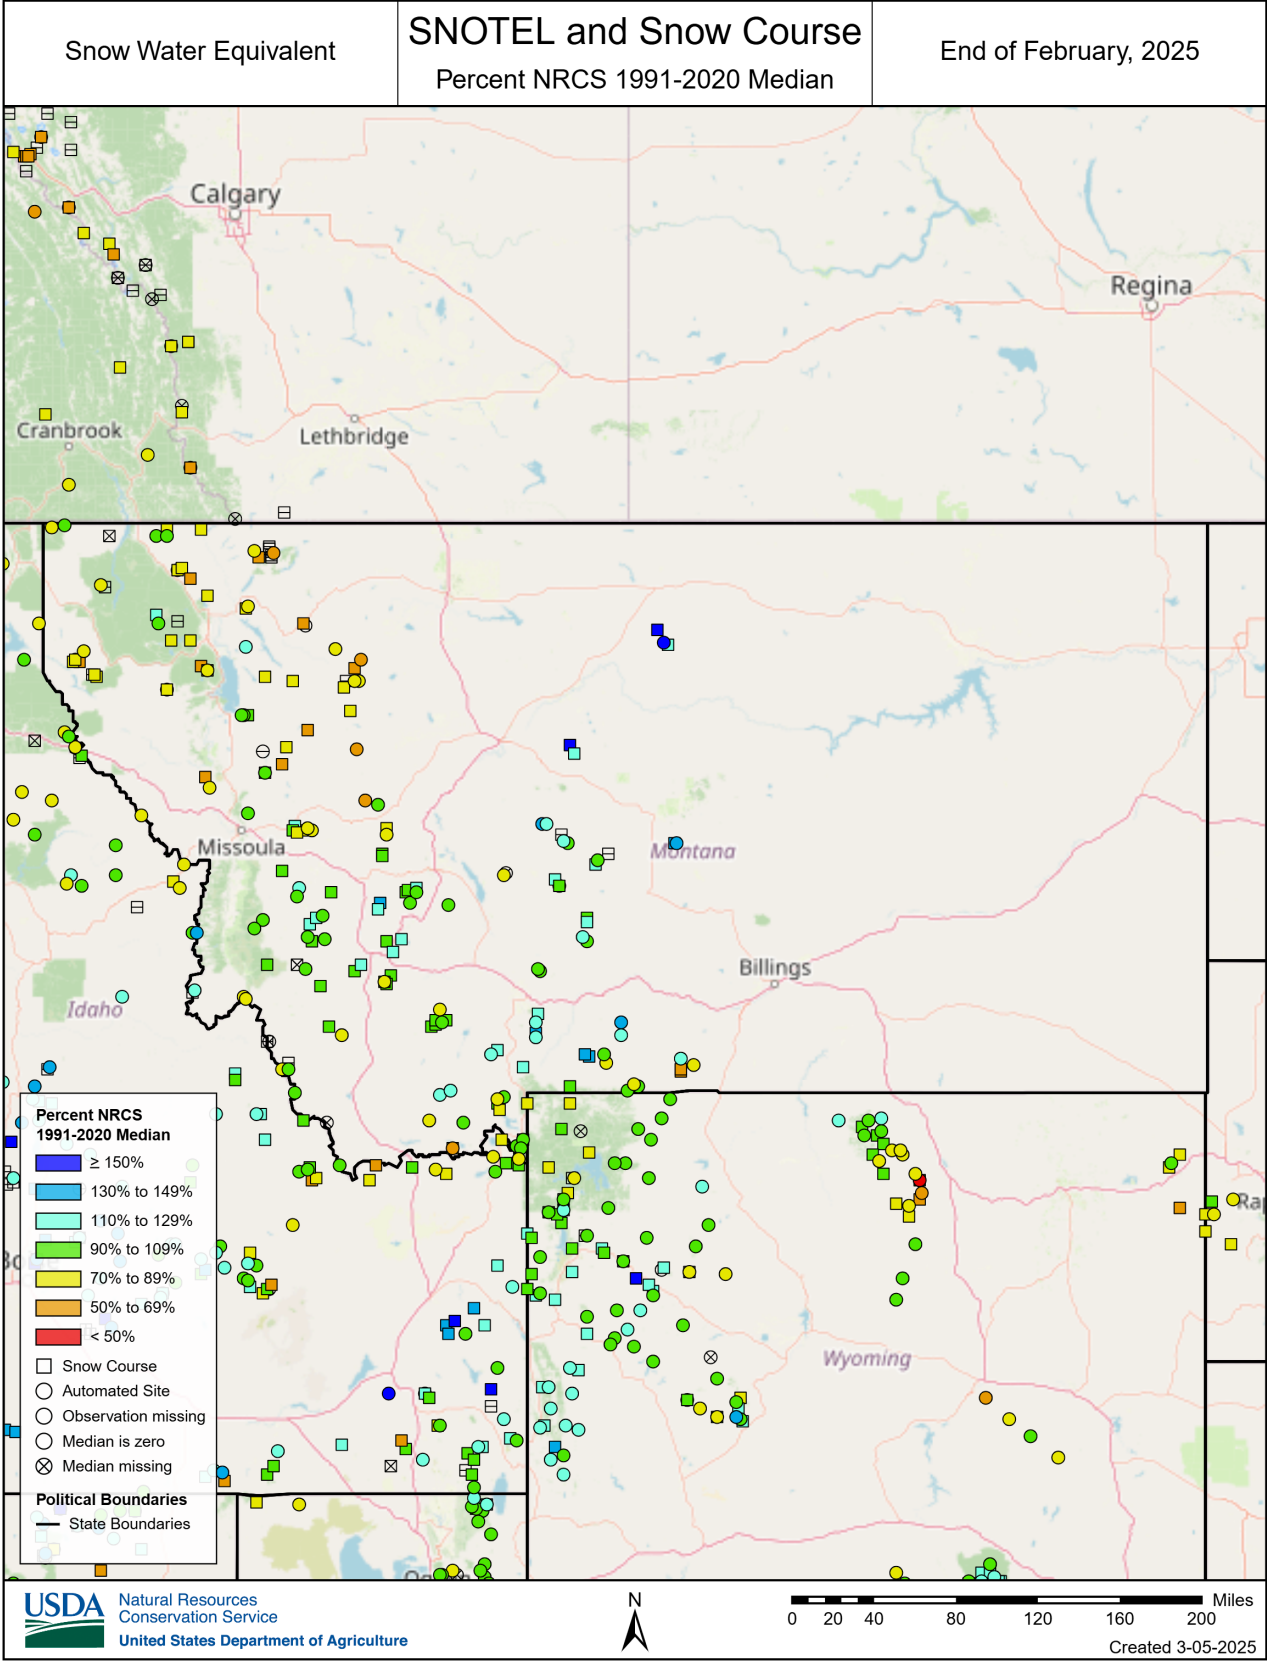 Snow Water Equivalent
SNOTEL and Snow Course
Percent NRCS 1991-2020 Median
End of February, 2025
Calgary
Regina
Cranbrook
Lethbridge
Missoula
Montana
Billings
Idaho
Wyoming
Percent NRCS
1991-2020 Median
≥ 150%
130% to 149%
110% to 129%
90% to 109%
70% to 89%
50% to 69%
< 50%
Snow Course
Automated Site
Observation missing
Median is zero
Median missing
Political Boundaries
State Boundaries
USDA
Natural Resources
Conservation Service
United States Department of Agriculture
N
0 20 40 80 120 160 200 Miles
Created 3-05-2025